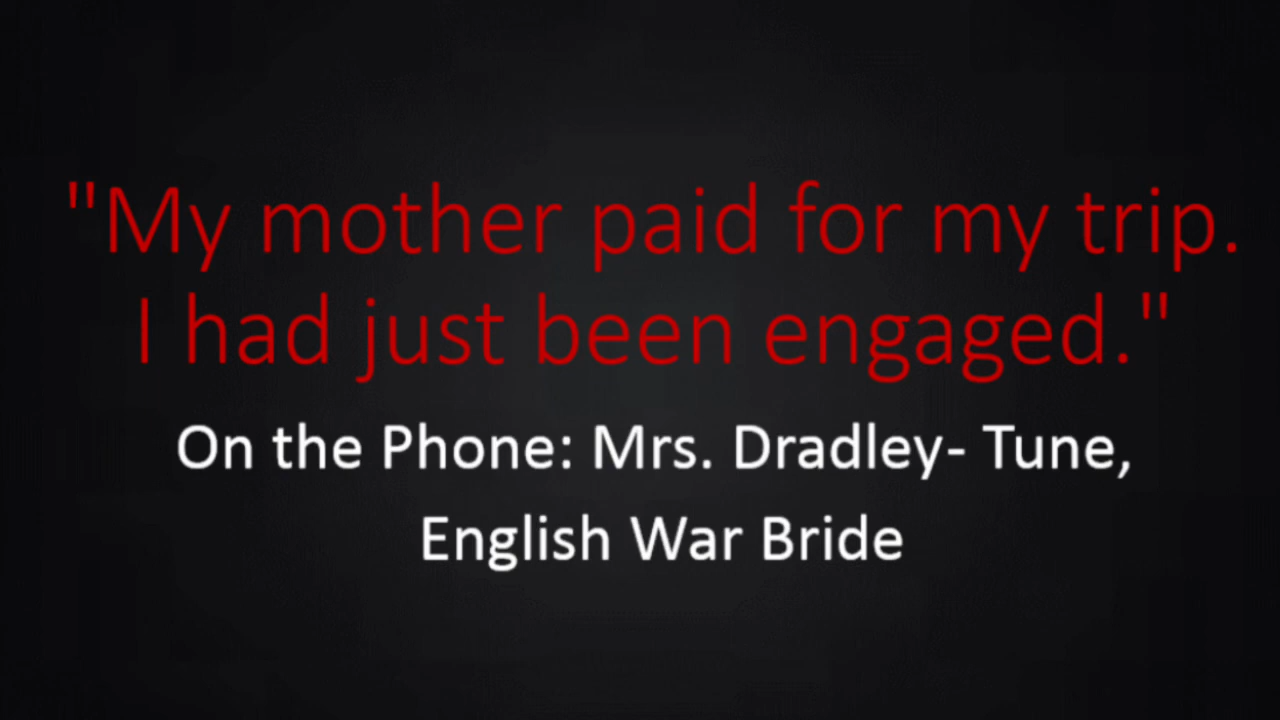 "My mother paid for my trip.
I had just been engaged."
On the Phone: Mrs. Dradley- Tune,
English War Bride